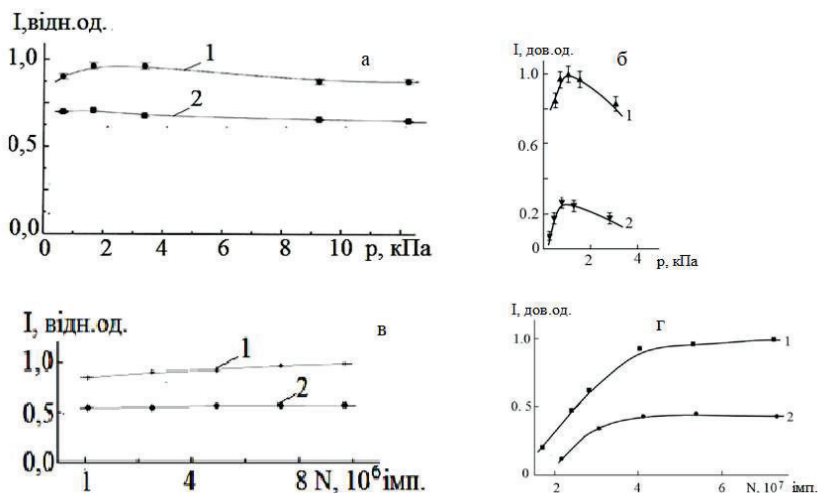 I,відн.од.
1,0
0,5
0,0
1
2
а
0 2 4 6 8 10 р, кПа
I, дов.од.
1.0
0.6
0.2
0
б
1
2
2 4
р, кПа
I, відн.од.
1,0
0,5
0,0
1
2
в
1 4 8 N, 10⁶ імп.
I, дов.од.
1.0
0. 5
0
г
1
2
2 4 6 N, 10⁷ імп.